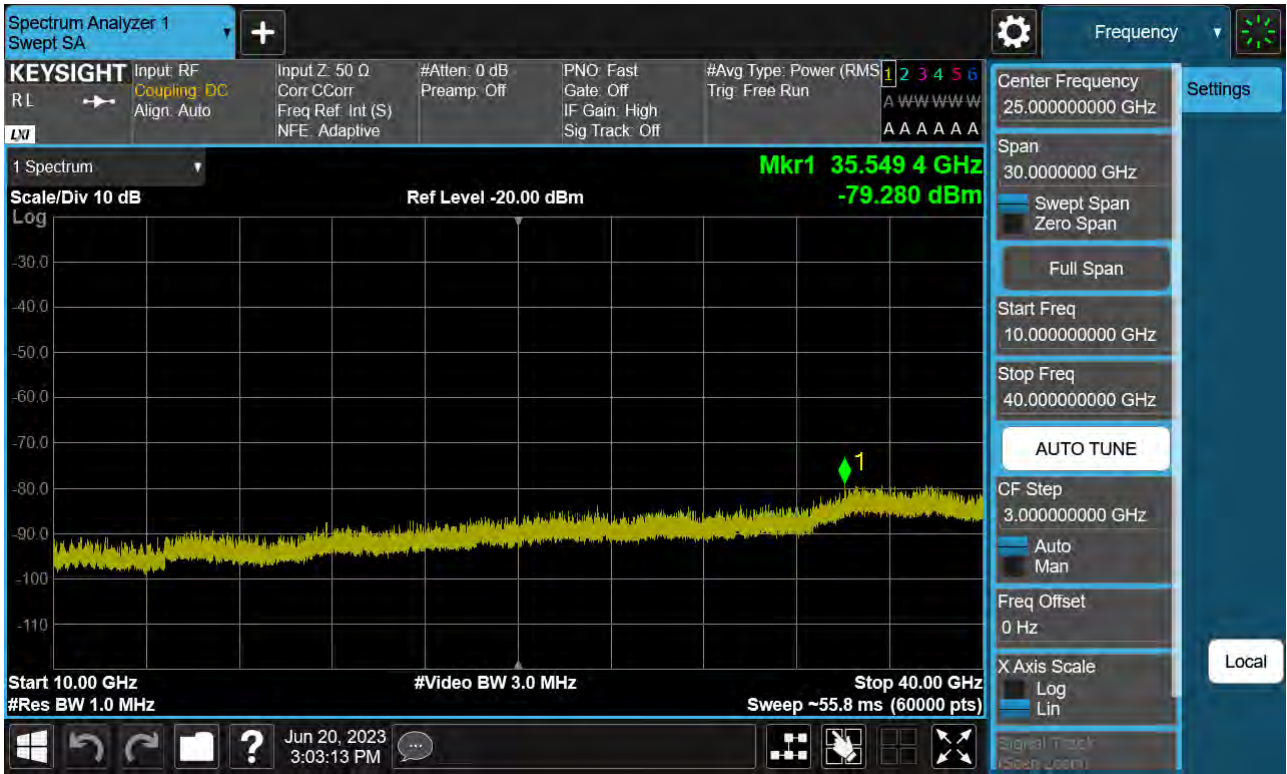 Spectrum Analyzer 1
Swept SA
Frequency
KEYSIGHT
RL
LXI
Input: RF
Coupling: DC
Align: Auto
Input Z: 50 Ω
Corr CCorr
Freq Ref: Int (S)
NFE: Adaptive
#Atten: 0 dB
Preamp: Off
PNO: Fast
Gate: Off
IF Gain: High
Sig Track: Off
#Avg Type: Power (RMS
Trig: Free Run
1 2 3 4 5 6
A W W W W W
A A A A A A
1 Spectrum
Scale/Div 10 dB
Log
Ref Level -20.00 dBm
Mkr1 35.549 4 GHz
-79.280 dBm
-30.0
-40.0
-50.0
-60.0
-70.0
1
-80.0
-90.0
-100
-110
Start 10.00 GHz
#Res BW 1.0 MHz
#Video BW 3.0 MHz
Stop 40.00 GHz
Sweep ~55.8 ms (60000 pts)
Center Frequency
25.000000000 GHz
Settings
Span
30.0000000 GHz
Swept Span
Zero Span
Full Span
Start Freq
10.000000000 GHz
Stop Freq
40.000000000 GHz
AUTO TUNE
CF Step
3.000000000 GHz
Auto
Man
Freq Offset
0 Hz
X Axis Scale
Log
Lin
Local
Signal Track
(Span Zoom)
?
Jun 20, 2023
3:03:13 PM